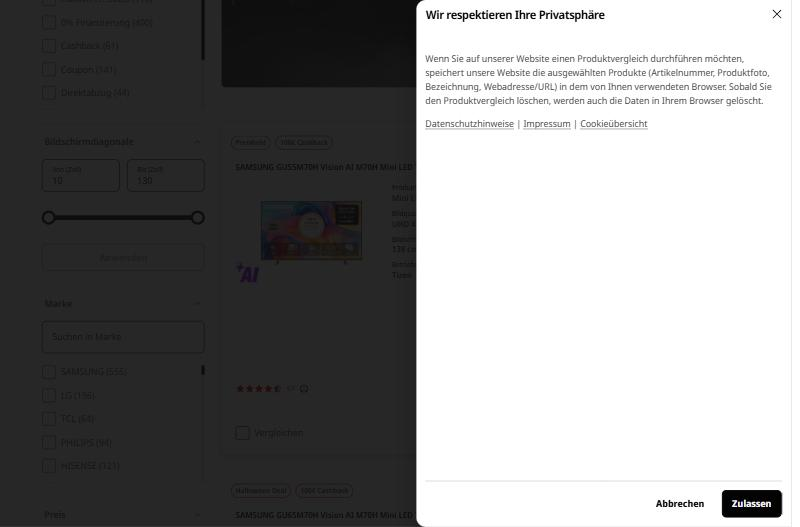 0% Finanzierung (400)
Cashback (61)
Coupon (141)
Direktabzug (44)
Bildschirmdiagonale
Von (Zoll)
10
Bis (Zoll)
130
Anwenden
Marke
Suchen in Marke
SAMSUNG (555)
LG (196)
TCL (64)
PHILIPS (94)
HISENSE (121)
Preis
Preisheld
100€ Cashback
SAMSUNG GU55M70H Vision AI M70H Mini LED
AI
Vergleichen
Halloween Deal
100€ Cashback
SAMSUNG GU65M70H Vision AI M70H Mini LED
Wir respektieren Ihre Privatsphäre
Wenn Sie auf unserer Website einen Produktvergleich durchführen möchten,
speichert unsere Website die ausgewählten Produkte (Artikelnummer, Produktfoto,
Bezeichnung, Webadresse/URL) in dem von Ihnen verwendeten Browser. Sobald Sie
den Produktvergleich löschen, werden auch die Daten in Ihrem Browser gelöscht.
Datenschutzhinweise | Impressum | Cookieübersicht
Abbrechen
Zulassen